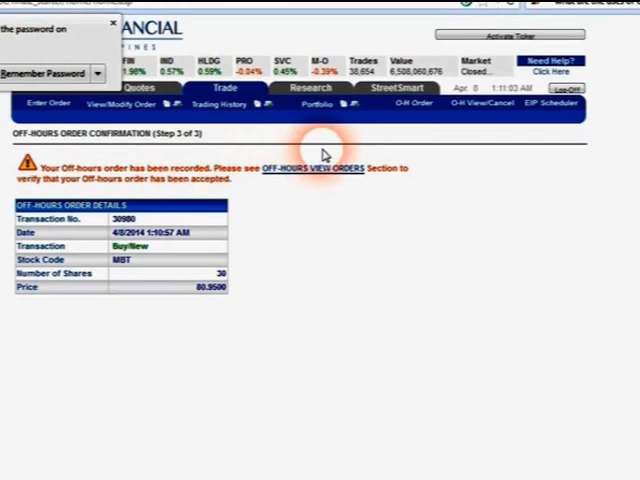 the password on
Remember Password
ANCIAL
PINES
Activate Ticker
FIN IND HLDG PRO SVC M-O Trades Value Market
1.98% 0.57% 0.59% -0.04% 0.45% -0.39% 38,654 6,508,060,676 Closed...
Need Help?
Click Here
Quotes Trade Research StreetSmart Apr 8 1:11:03 AM Log-Off
Enter Order View/Modify Order Trading History Portfolio O-H Order O-H View/Cancel EIP Scheduler
OFF-HOURS ORDER CONFIRMATION (Step 3 of 3)
Your Off-hours order has been recorded. Please see OFF-HOURS VIEW ORDERS Section to
verify that your Off-hours order has been accepted.
OFF-HOURS ORDER DETAILS
Transaction No. 30980
Date 4/8/2014 1:10:57 AM
Transaction Buy/New
Stock Code MBT
Number of Shares 30
Price 80.9500